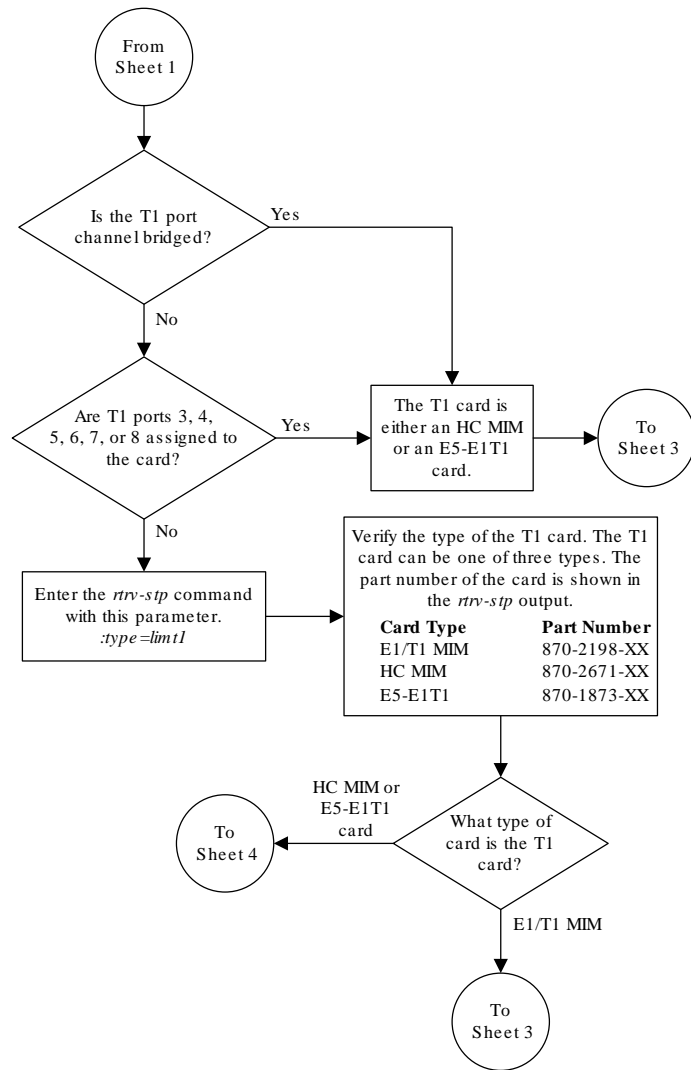 From
Sheet 1
Is the T1 port
channel bridged?
Yes
No
Are T1 ports 3, 4,
5, 6, 7, or 8 assigned to
the card?
Yes
The T1 card is
either an HC MIM
or an E5-E1T1
card.
To
Sheet 3
No
Enter the rtrv-stp command
with this parameter.
:type=limt1
Verify the type of the T1 card. The T1
card can be one of three types. The
part number of the card is shown in
the rtrv-stp output.
Card Type Part Number
E1/T1 MIM 870-2198-XX
HC MIM 870-2671-XX
E5-E1T1 870-1873-XX
What type of
card is the T1
card?
HC MIM or
E5-E1T1
card
To
Sheet 4
E1/T1 MIM
To
Sheet 3